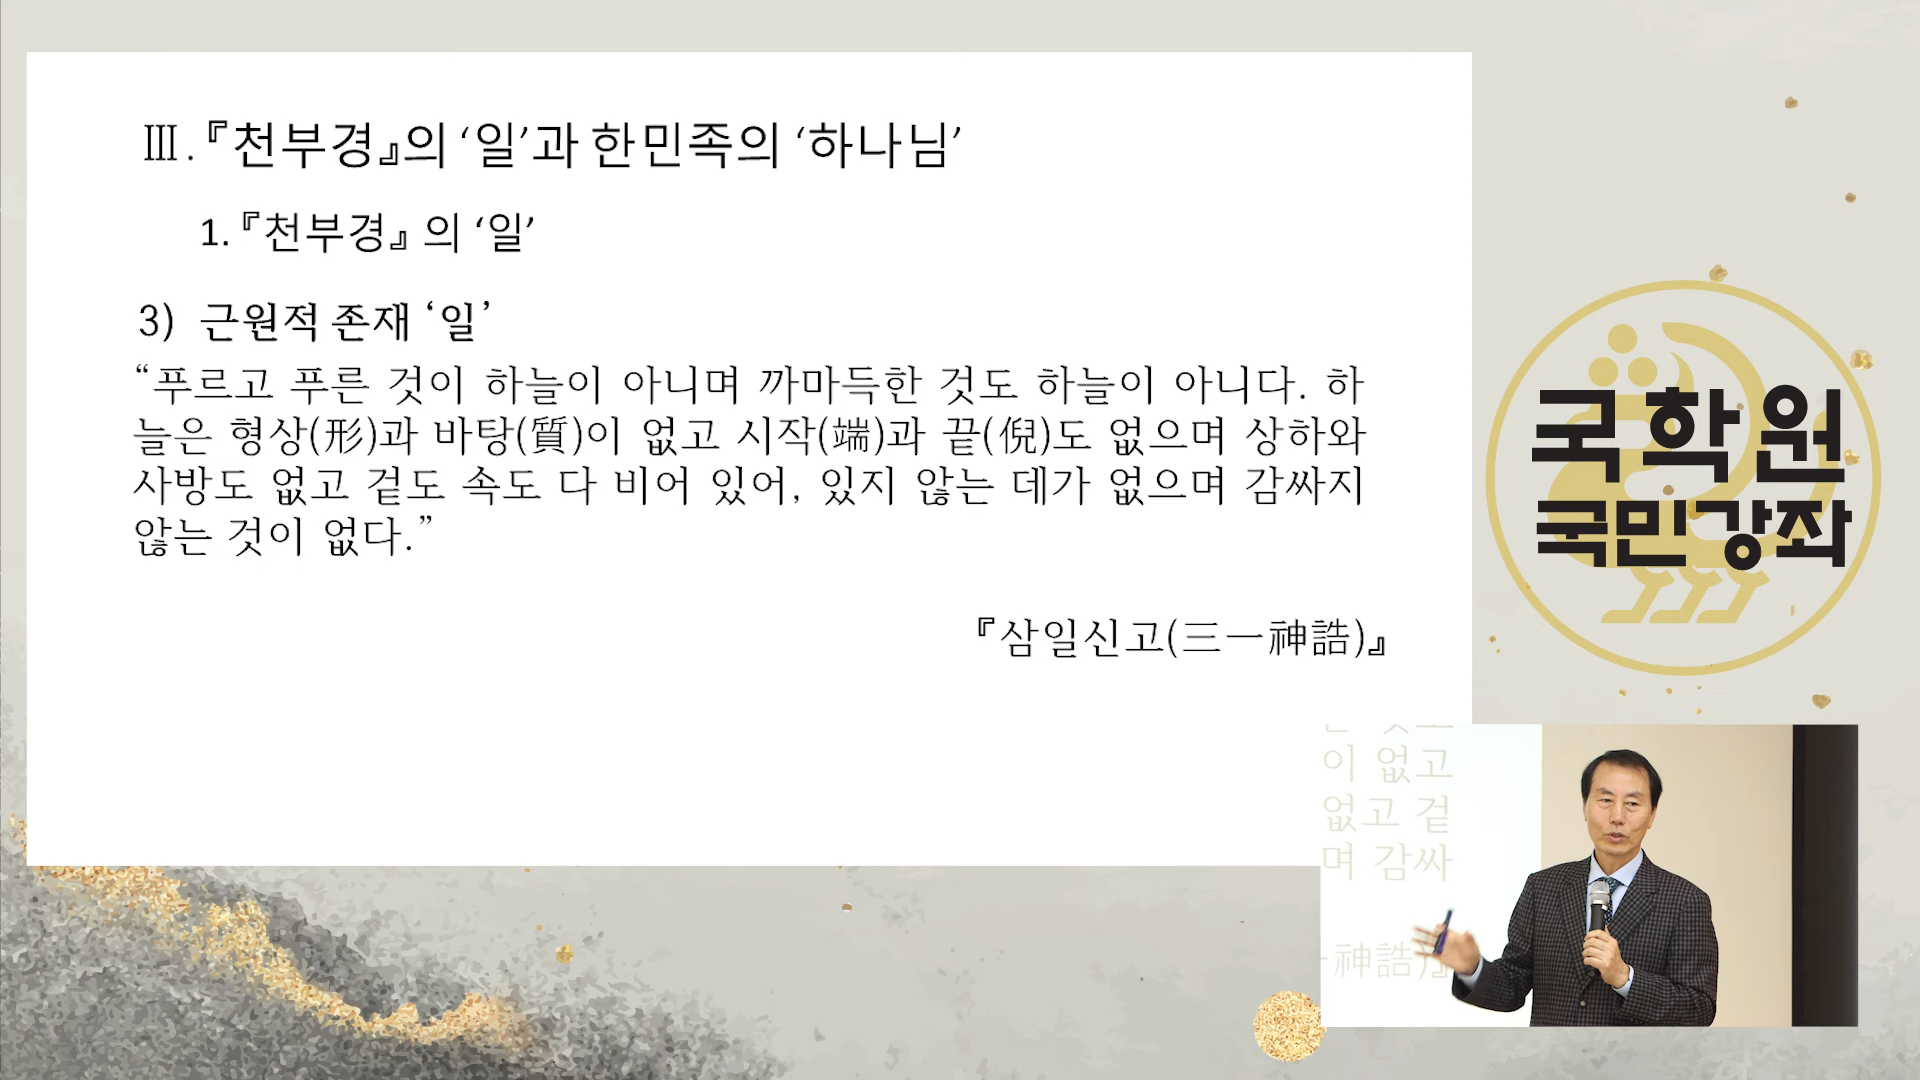 Ⅲ.『천부경』의 ‘일’과 한민족의 ‘하나님’
1.『천부경』 의 ‘일’
3) 근원적 존재 ‘일’
“푸르고 푸른 것이 하늘이 아니며 까마득한 것도 하늘이 아니다. 하
늘은 형상(形)과 바탕(質)이 없고 시작(端)과 끝(倪)도 없으며 상하와
사방도 없고 겉도 속도 다 비어 있어, 있지 않는 데가 없으며 감싸지
않는 것이 없다.”
『삼일신고(三一神誥)』
국학원
국민강좌
이 없고
없고 겉
며 감싸
神誥)』